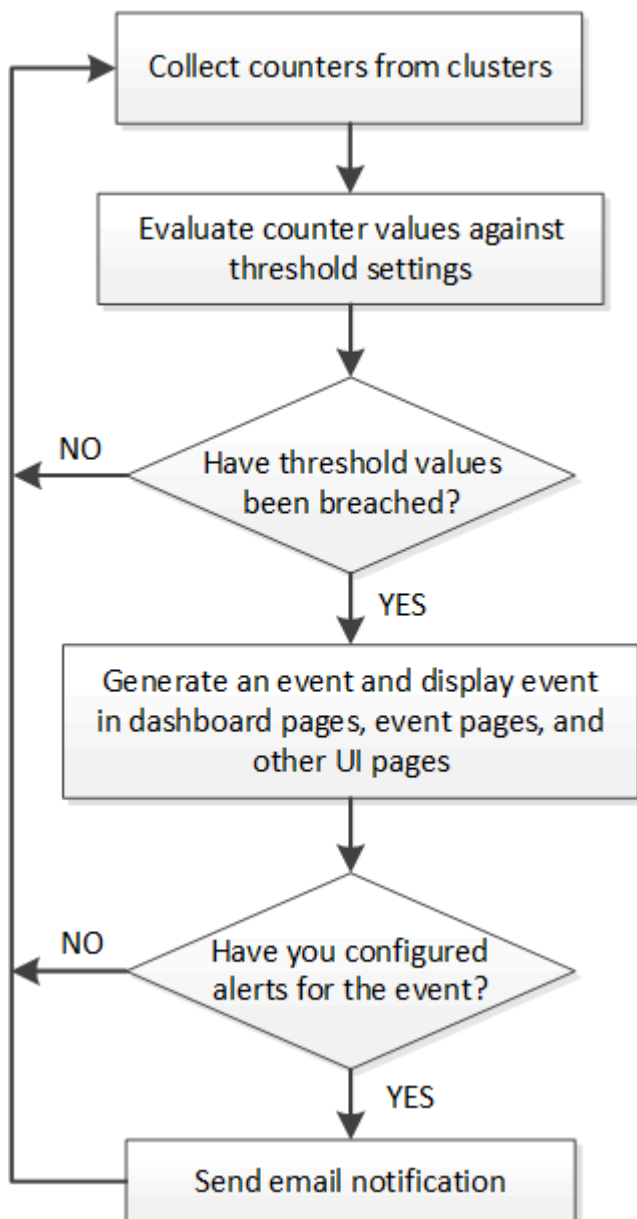 Collect counters from clusters
Evaluate counter values against
threshold settings
NO
Have threshold values
been breached?
YES
Generate an event and display event
in dashboard pages, event pages, and
other UI pages
NO
Have you configured
alerts for the event?
YES
Send email notification